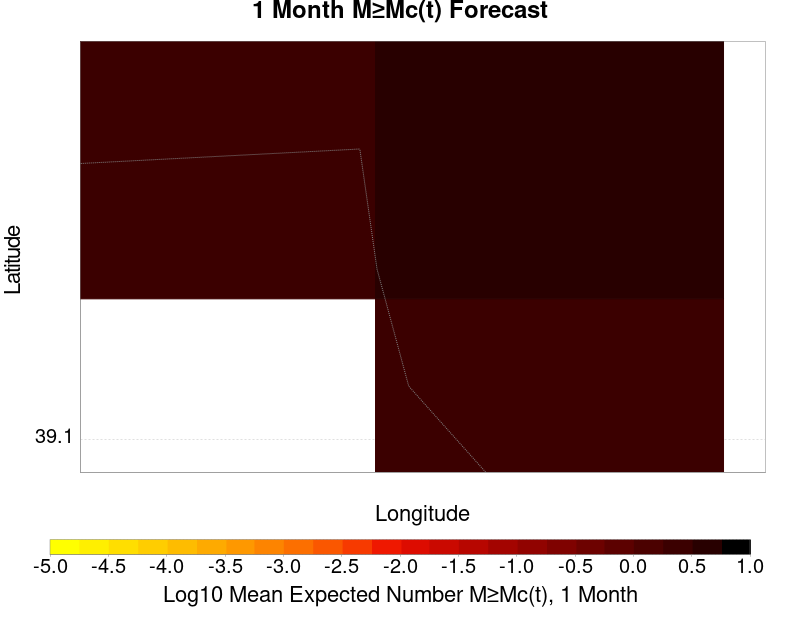 1 Month M≥Mc(t) Forecast
Latitude
39.1
Longitude
-5.0 -4.5 -4.0 -3.5 -3.0 -2.5 -2.0 -1.5 -1.0 -0.5 0.0 0.5 1.0
Log10 Mean Expected Number M≥Mc(t), 1 Month